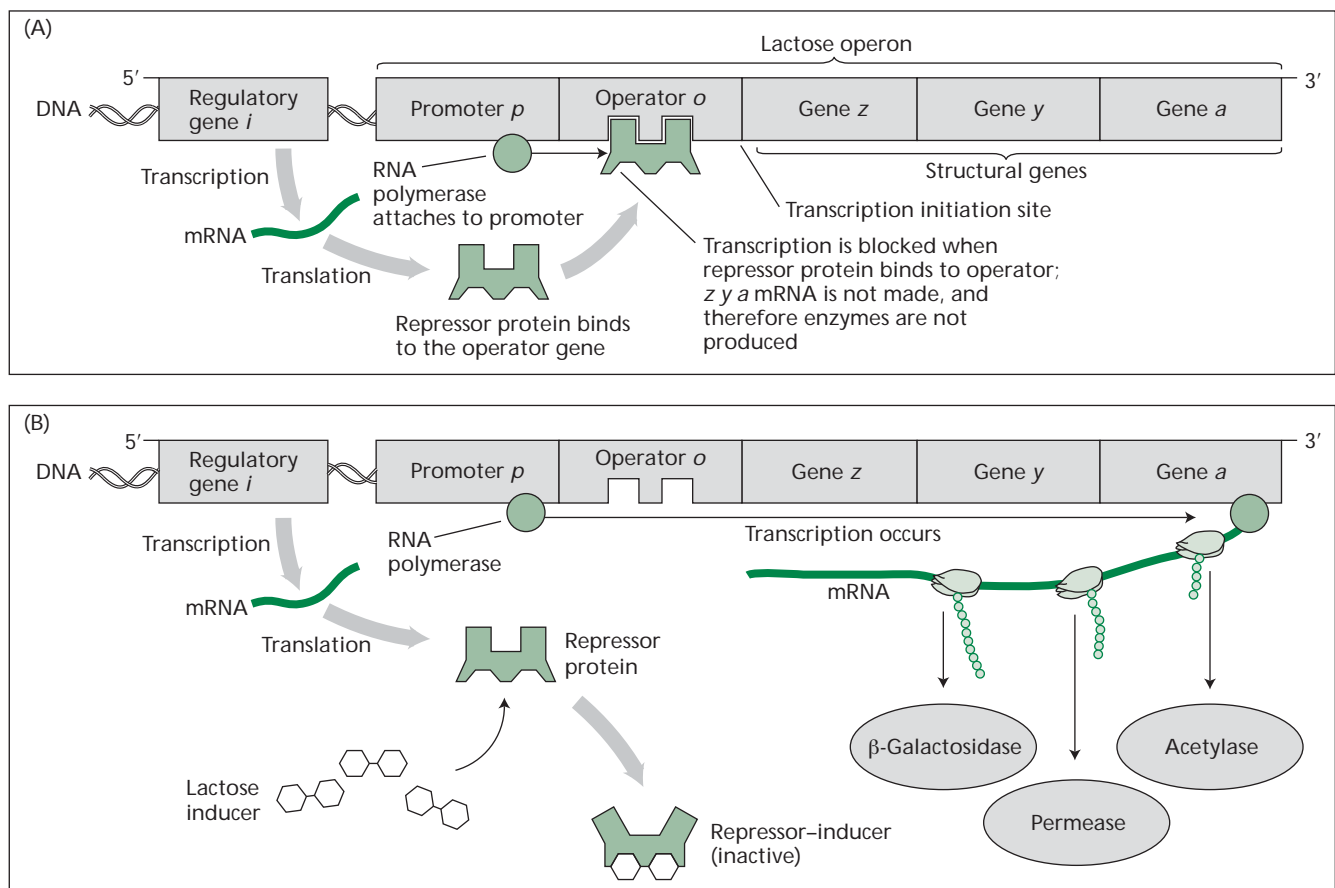 (A)
Lactose operon
5′
3′
DNA
Regulatory
gene i
Promoter p
Operator o
Gene z
Gene y
Gene a
Structural genes
Transcription
RNA
polymerase
attaches to promoter
Transcription initiation site
mRNA
Translation
Transcription is blocked when
repressor protein binds to operator;
z y a mRNA is not made, and
therefore enzymes are not
produced
Repressor protein binds
to the operator gene
(B)
5′
3′
DNA
Regulatory
gene i
Promoter p
Operator o
Gene z
Gene y
Gene a
Transcription
RNA
polymerase
Transcription occurs
mRNA
mRNA
Translation
Repressor
protein
β-Galactosidase
Acetylase
Permease
Lactose
inducer
Repressor–inducer
(inactive)